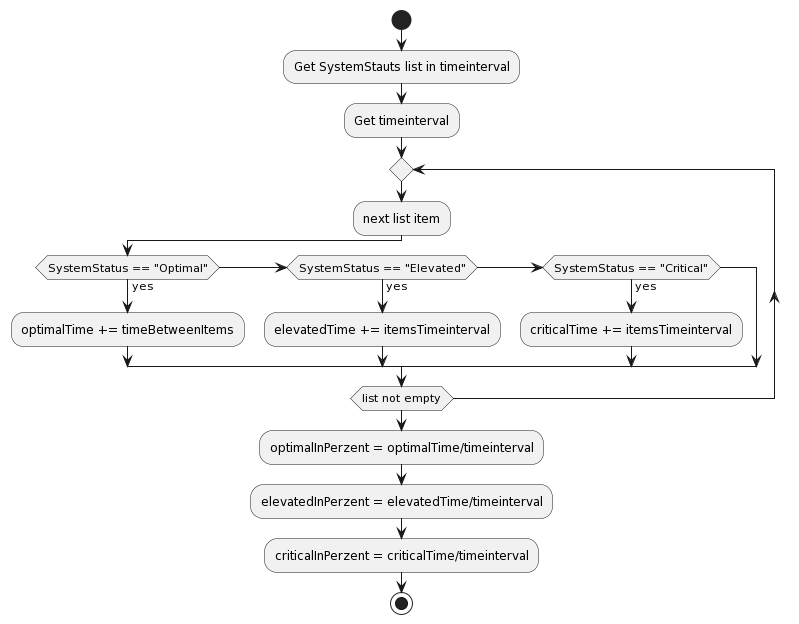 Get SystemStauts list in timeinterval
Get timeinterval
next list item
SystemStatus == "Optimal"
SystemStatus == "Elevated"
SystemStatus == "Critical"
yes
yes
yes
optimalTime += timeBetweenItems
elevatedTime += itemsTimeinterval
criticalTime += itemsTimeinterval
list not empty
optimalInPerzent = optimalTime/timeinterval
elevatedInPerzent = elevatedTime/timeinterval
criticalInPerzent = criticalTime/timeinterval